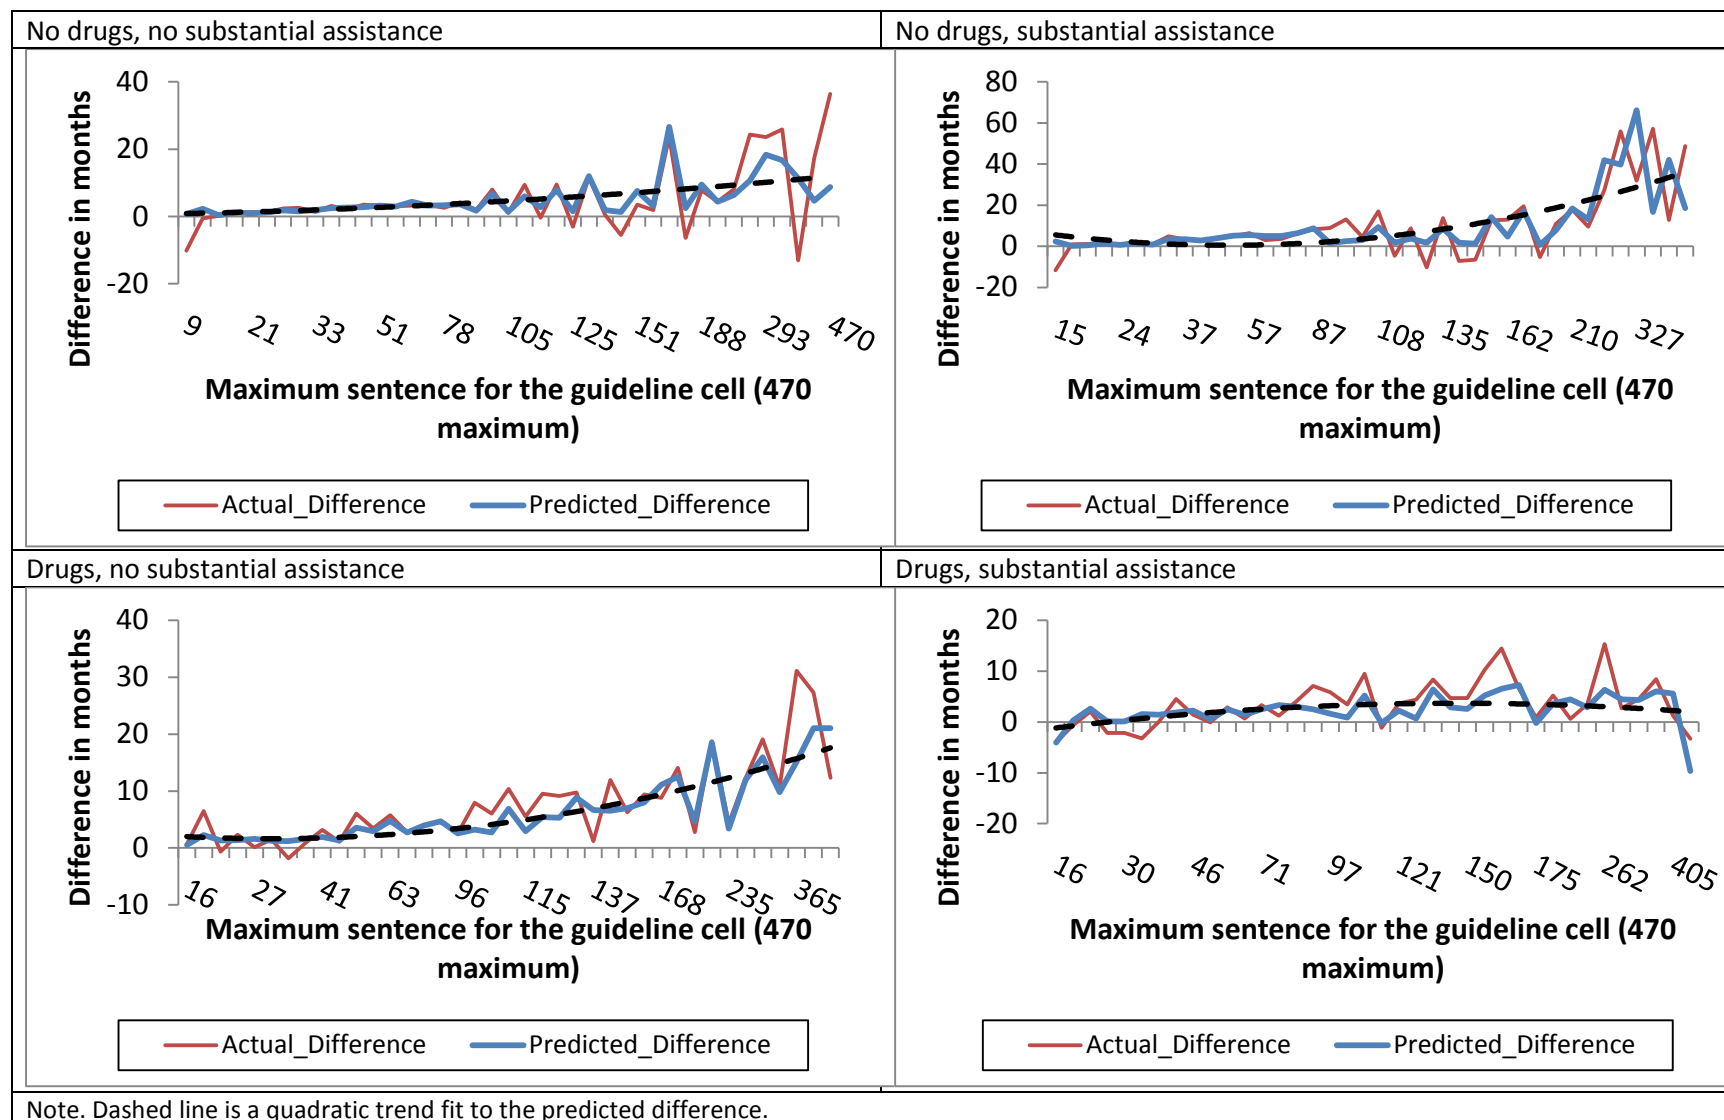 No drugs, no substantial assistance
No drugs, substantial assistance
Difference in months
40
20
0
-20
9 21 33 51 78 105 125 151 188 293 470
Maximum sentence for the guideline cell (470
maximum)
Actual_Difference Predicted_Difference
Difference in months
80
60
40
20
0
-20
15 24 37 57 87 108 135 162 210 327
Maximum sentence for the guideline cell (470
maximum)
Actual_Difference Predicted_Difference
Drugs, no substantial assistance
Drugs, substantial assistance
Difference in months
40
30
20
10
0
-10
16 27 41 63 96 115 137 168 235 365
Maximum sentence for the guideline cell (470
maximum)
Actual_Difference Predicted_Difference
Difference in months
20
10
0
-10
-20
16 30 46 71 97 121 150 175 262 405
Maximum sentence for the guideline cell (470
maximum)
Actual_Difference Predicted_Difference
Note. Dashed line is a quadratic trend fit to the predicted difference.